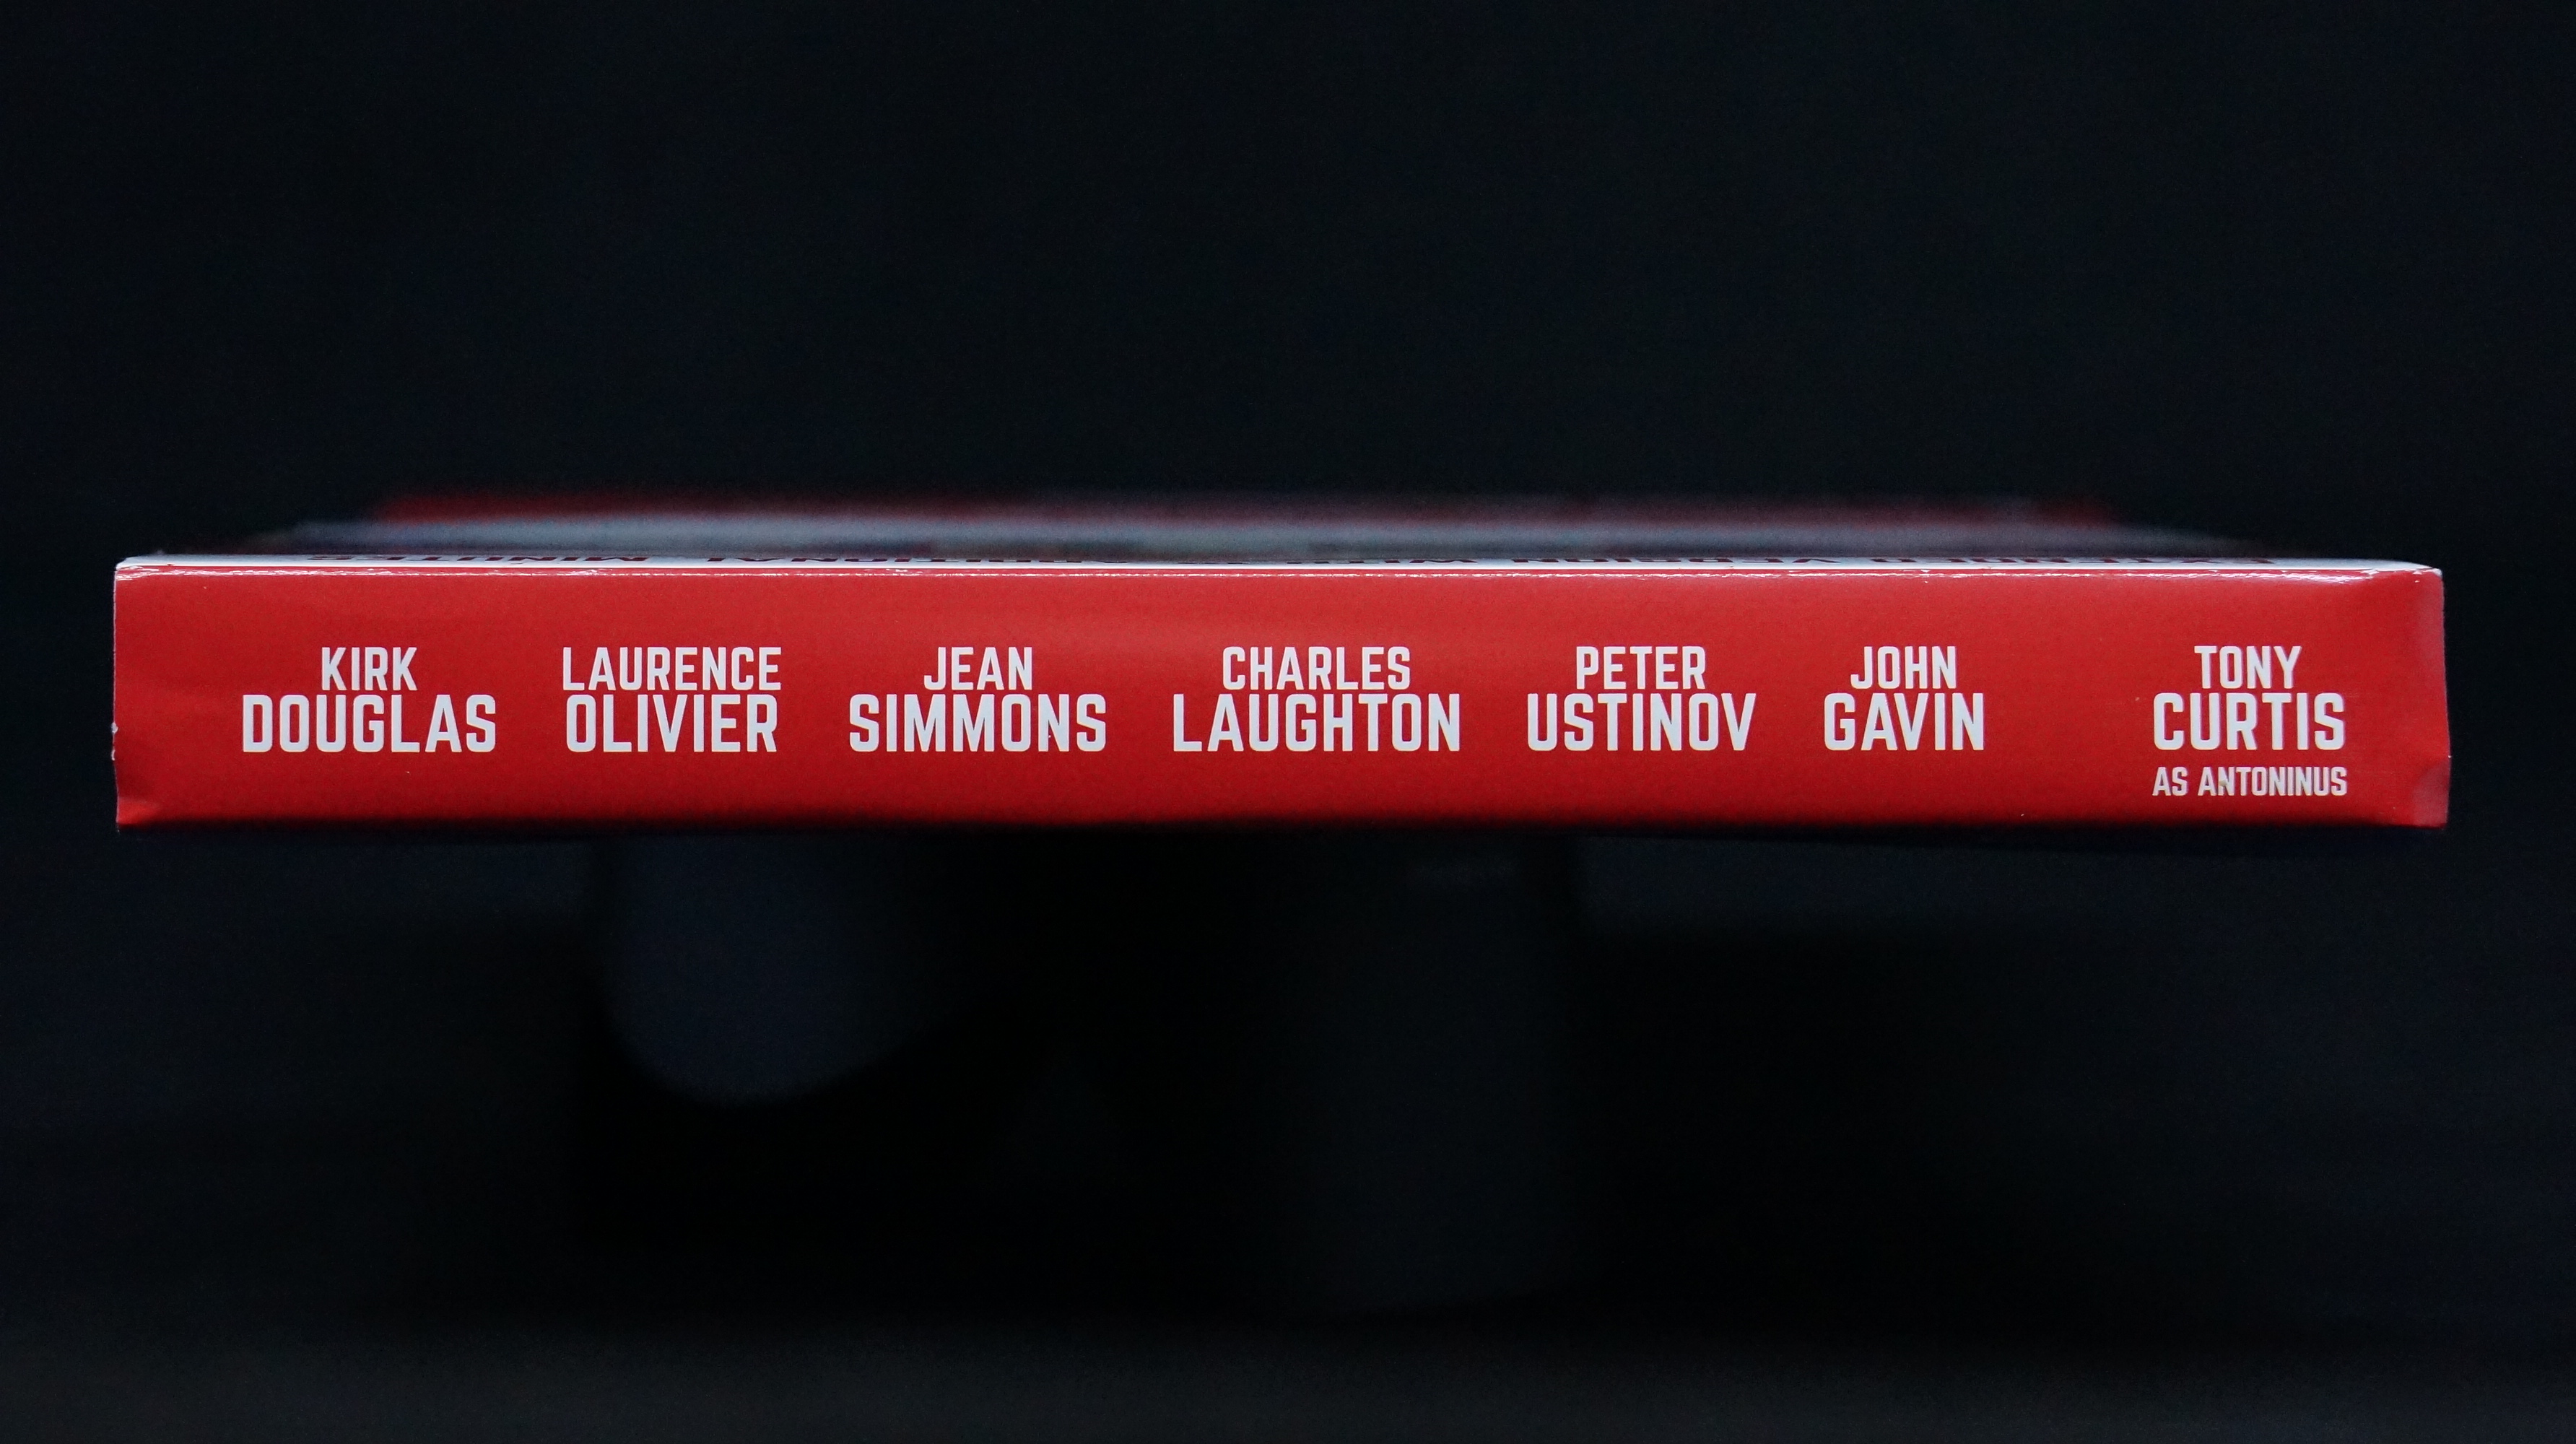 KIRK
DOUGLAS
LAURENCE
OLIVIER
JEAN
SIMMONS
CHARLES
LAUGHTON
PETER
USTINOV
JOHN
GAVIN
TONY
CURTIS
AS ANTONINUS